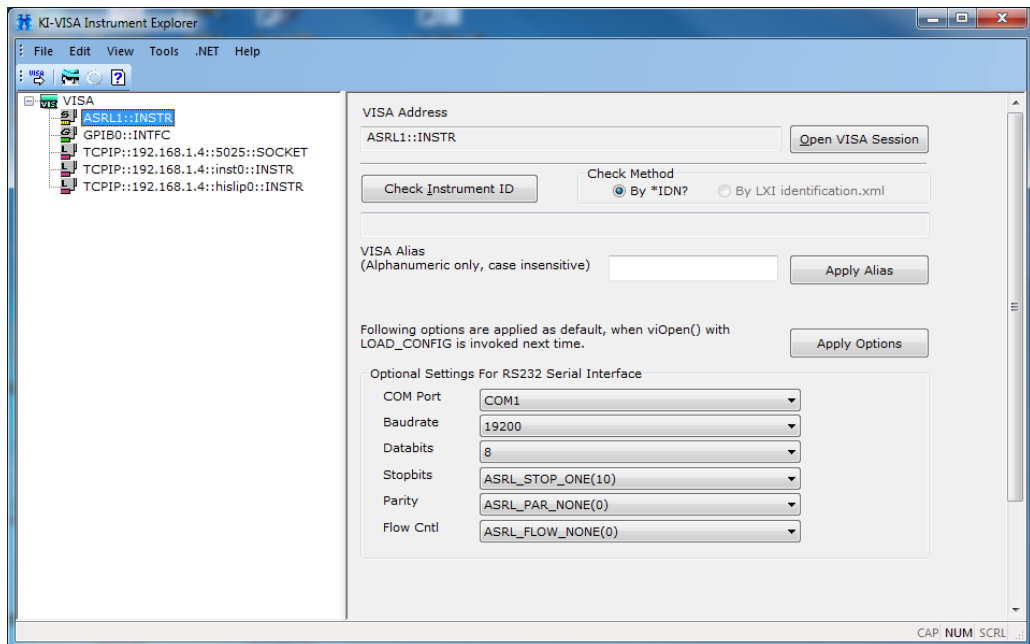 KI-VISA Instrument Explorer
File Edit View Tools .NET Help
VISA
VISA
ASRL1::INSTR
GPIB0::INTFC
TCPIP::192.168.1.4::5025::SOCKET
TCPIP::192.168.1.4::inst0::INSTR
TCPIP::192.168.1.4::hislip0::INSTR
VISA Address
ASRL1::INSTR
Open VISA Session
Check Instrument ID
Check Method
By *IDN? By LXI identification.xml
VISA Alias
(Alphanumeric only, case insensitive)
Apply Alias
Following options are applied as default, when viOpen() with
LOAD_CONFIG is invoked next time.
Apply Options
Optional Settings For RS232 Serial Interface
COM Port COM1
Baudrate 19200
Databits 8
Stopbits ASRL_STOP_ONE(10)
Parity ASRL_PAR_NONE(0)
Flow Cntl ASRL_FLOW_NONE(0)
CAP NUM SCRL